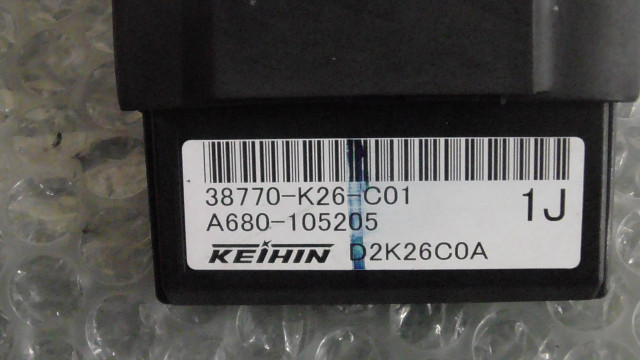 38770-K26-C01
A680-105205
1J
KEIHIN D2K26C0A